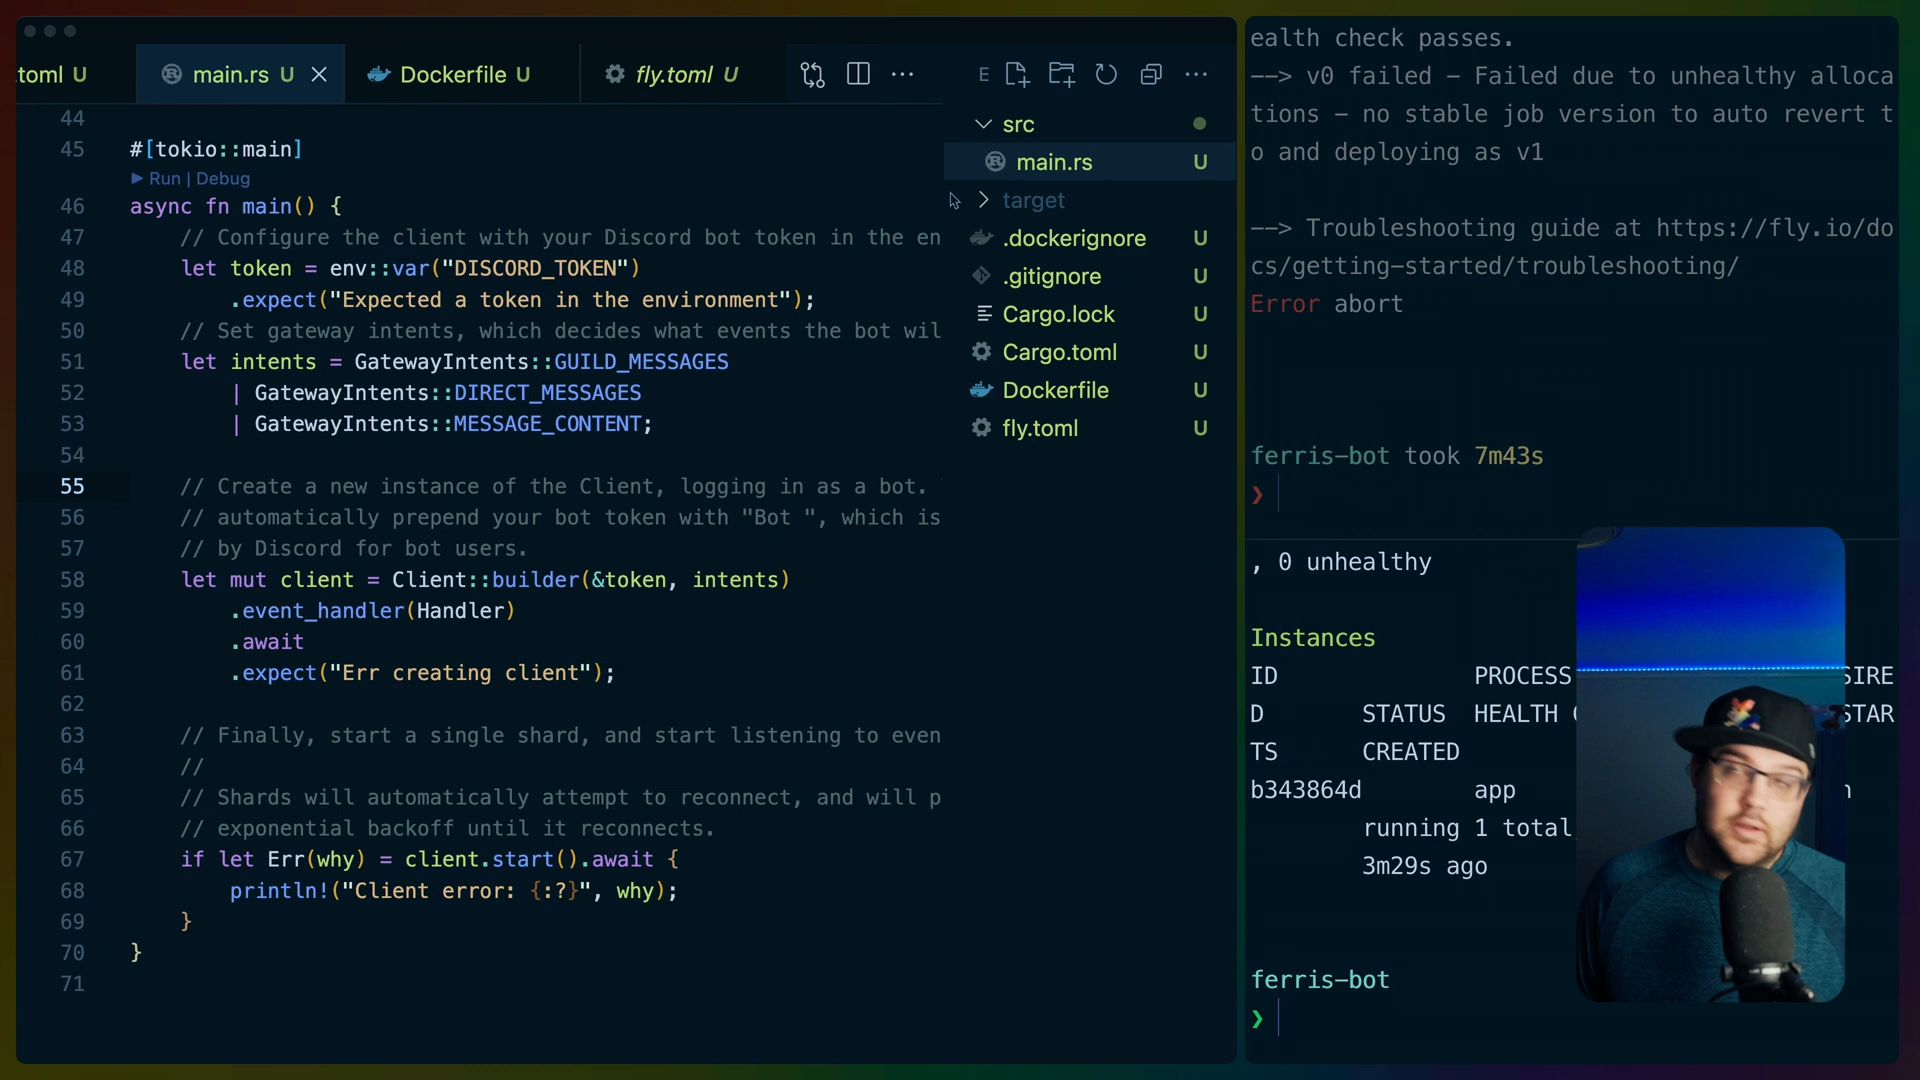 toml U
main.rs U
Dockerfile U
fly.toml U
E
44
45 #[tokio::main]
Run | Debug
46 async fn main() {
47 // Configure the client with your Discord bot token in the en
48 let token = env::var("DISCORD_TOKEN")
49 .expect("Expected a token in the environment");
50 // Set gateway intents, which decides what events the bot wil
51 let intents = GatewayIntents::GUILD_MESSAGES
52 | GatewayIntents::DIRECT_MESSAGES
53 | GatewayIntents::MESSAGE_CONTENT;
54
55 // Create a new instance of the Client, logging in as a bot.
56 // automatically prepend your bot token with "Bot ", which is
57 // by Discord for bot users.
58 let mut client = Client::builder(&token, intents)
59 .event_handler(Handler)
60 .await
61 .expect("Err creating client");
62
63 // Finally, start a single shard, and start listening to even
64 //
65 // Shards will automatically attempt to reconnect, and will p
66 // exponential backoff until it reconnects.
67 if let Err(why) = client.start().await {
68 println!("Client error: {:?}", why);
69 }
70 }
71
src
main.rs U
target
.dockerignore U
.gitignore U
Cargo.lock U
Cargo.toml U
Dockerfile U
fly.toml U
ealth check passes.
--> v0 failed - Failed due to unhealthy alloca
tions - no stable job version to auto revert t
o and deploying as v1
--> Troubleshooting guide at https://fly.io/do
cs/getting-started/troubleshooting/
Error abort
ferris-bot took 7m43s
❯
, 0 unhealthy
Instances
ID PROCESS SIRE
D STATUS HEALTH STAR
TS CREATED
b343864d app
running 1 total,
3m29s ago
ferris-bot
❯